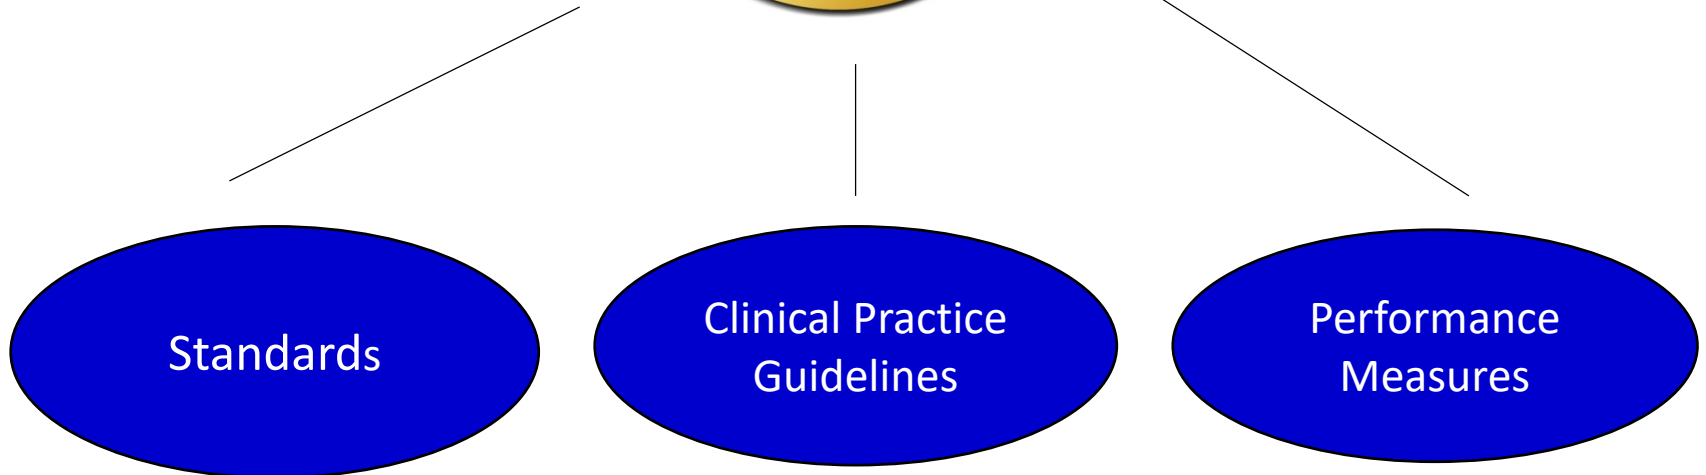 Standards
Clinical Practice
Guidelines
Performance
Measures